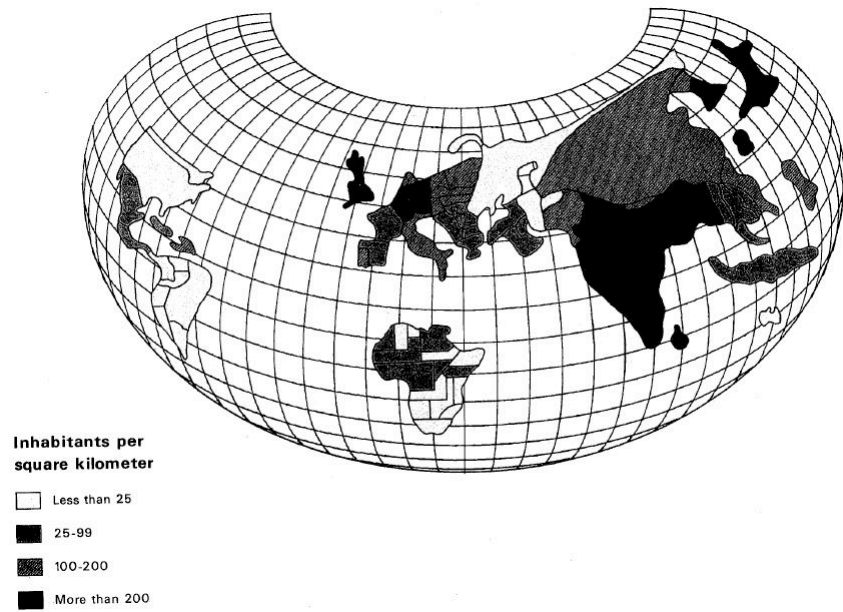 Inhabitants per
square kilometer
Less than 25
25-99
100-200
More than 200